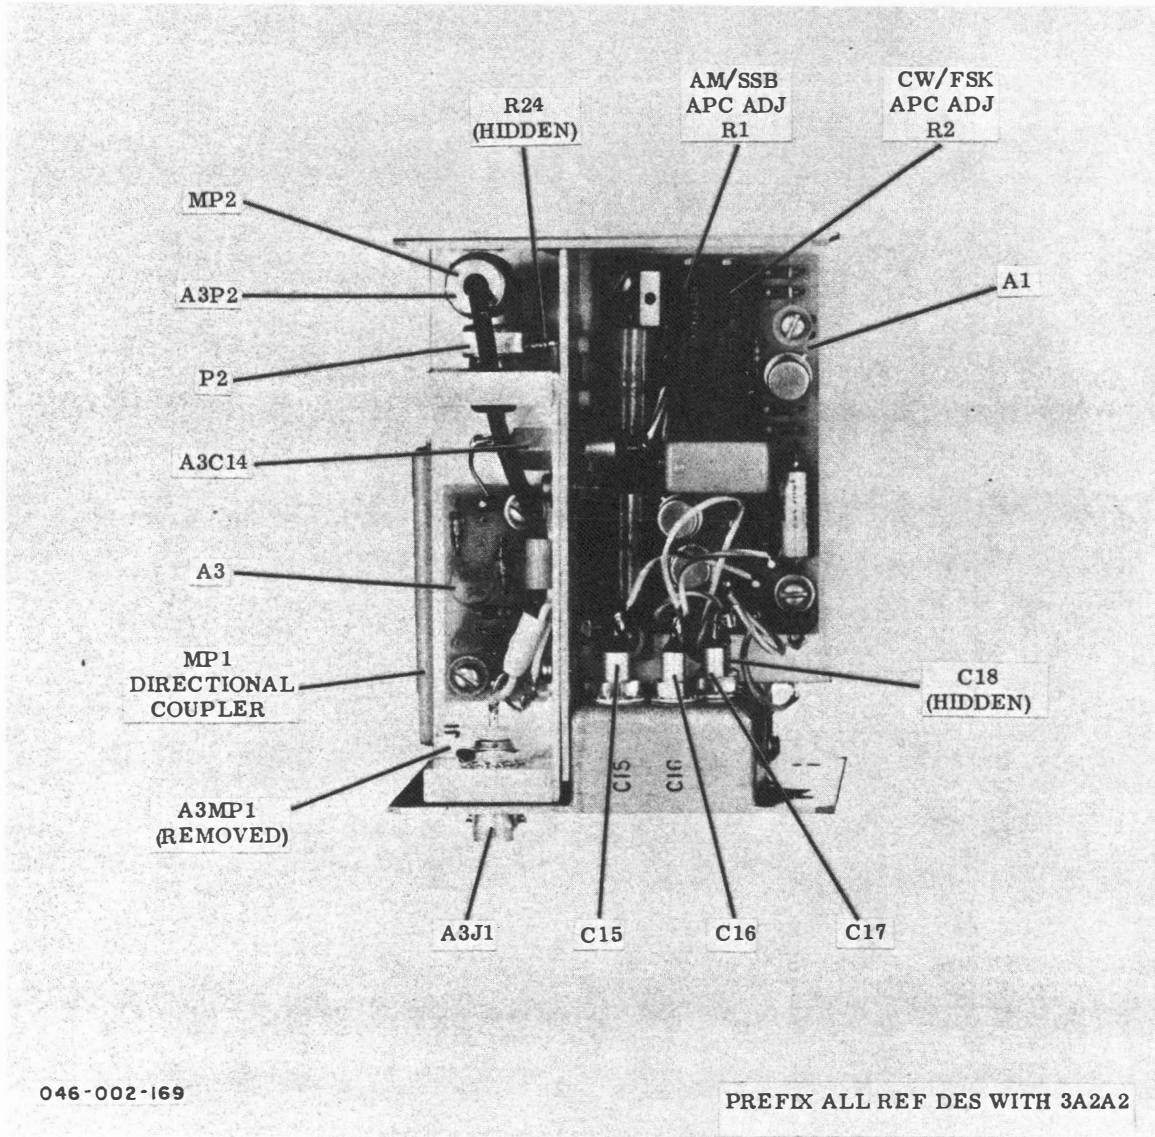 R24
(HIDDEN)
AM/SSB
APC ADJ
R1
CW/FSK
APC ADJ
R2
MP2
A3P2
P2
A1
A3C14
A3
MP1
DIRECTIONAL
COUPLER
C18
(HIDDEN)
J1
C15
C16
A3MP1
(REMOVED)
A3J1
C15
C16
C17
046-002-169
PREFIX ALL REF DES WITH 3A2A2